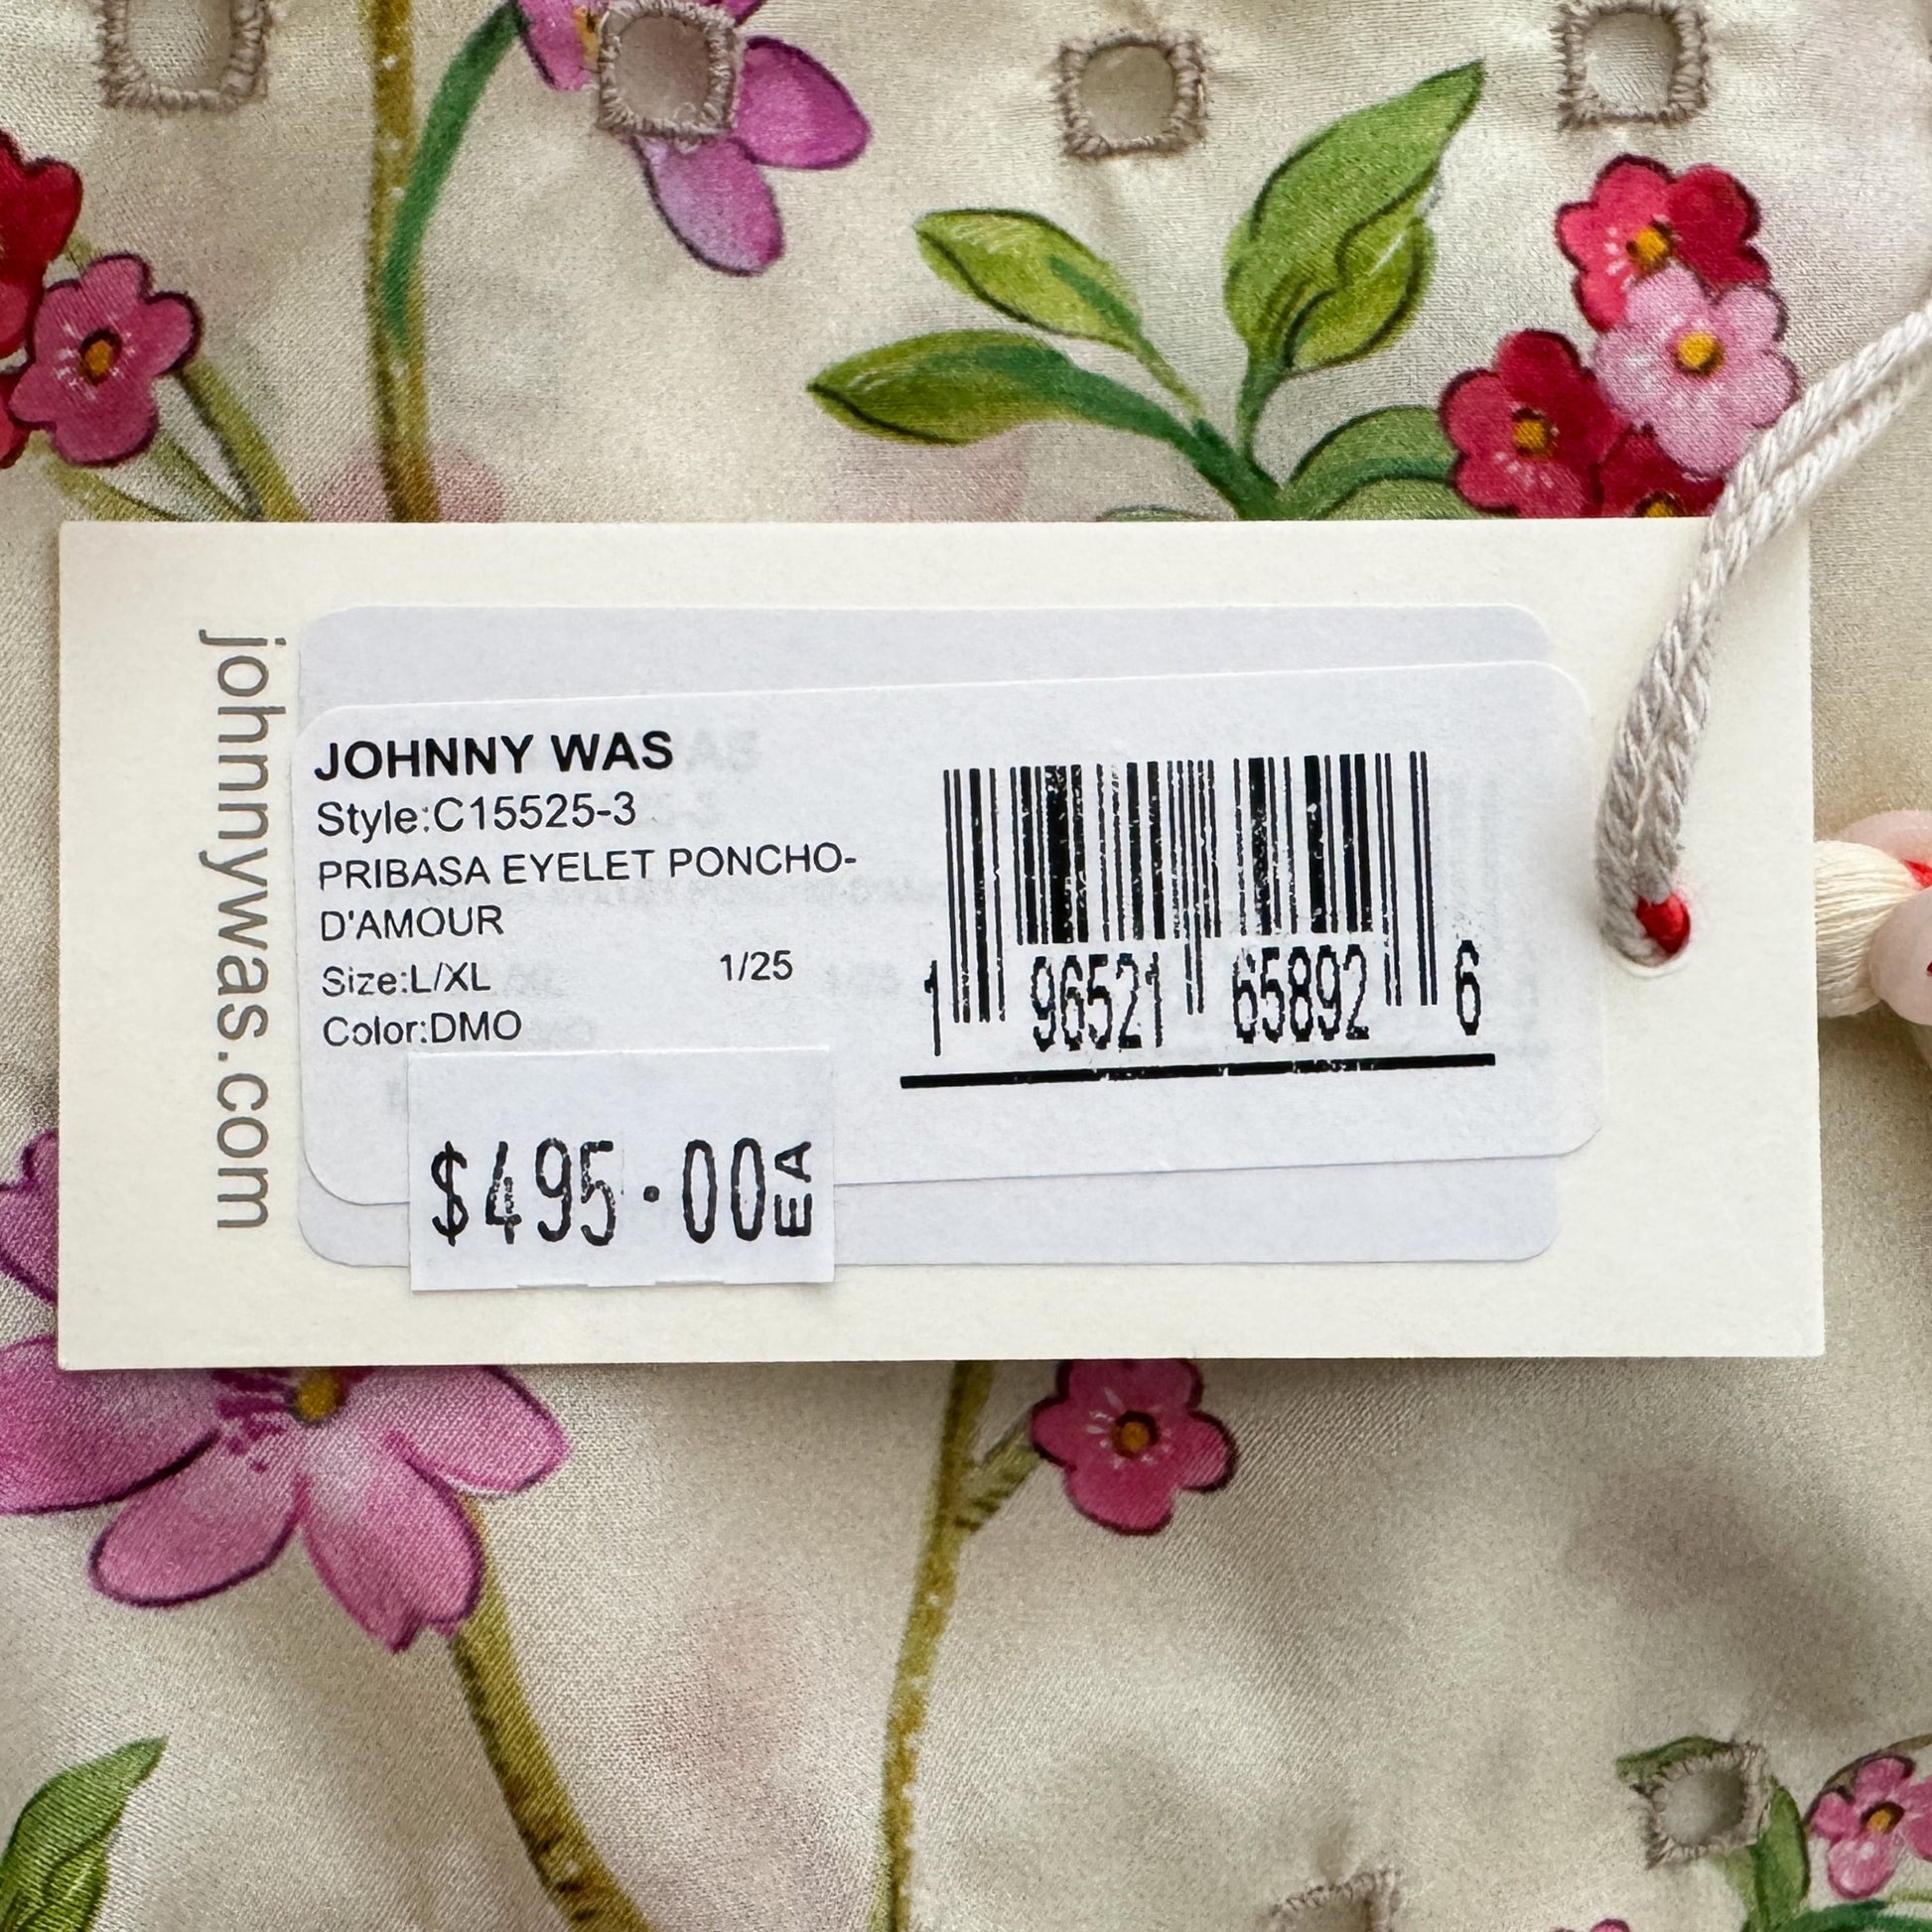 johnnywas.com
JOHNNY WAS
Style:C15525-3
PRIBASA EYELET PONCHO-
D'AMOUR
Size:L/XL 1/25
Color:DMO
1 96521 65892 6
$495.00EA